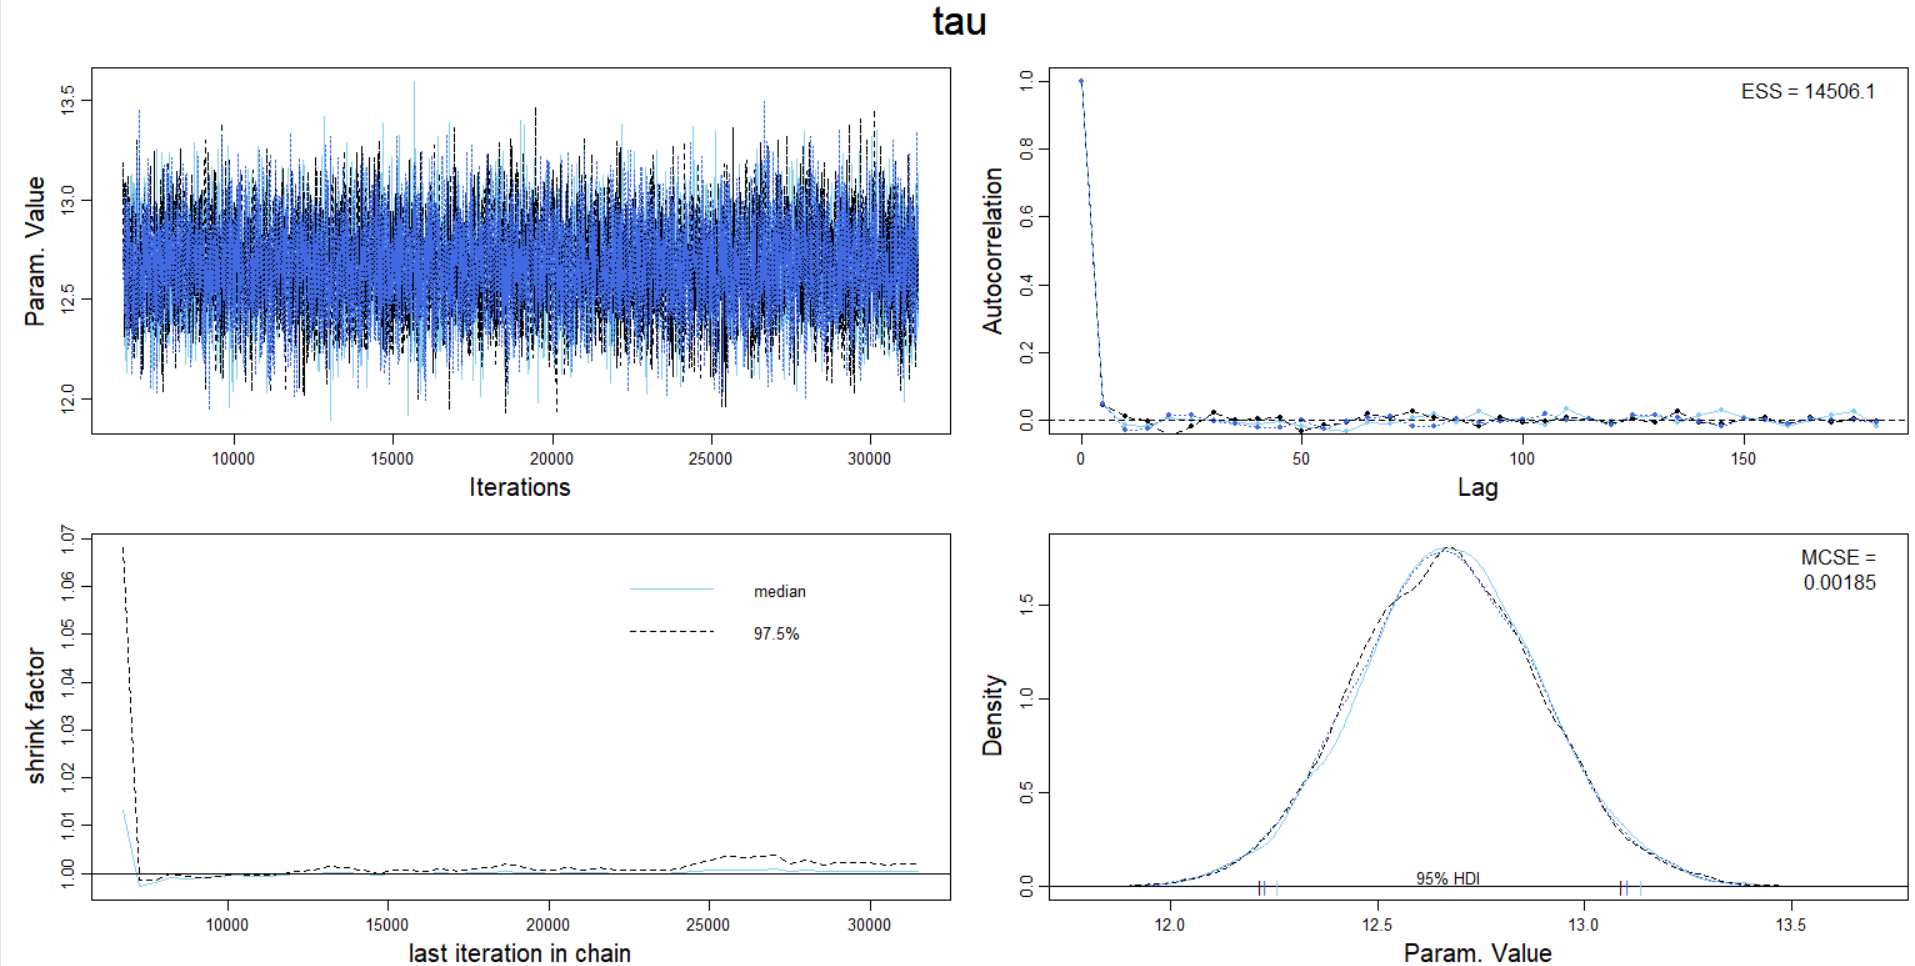 tau
Param. Value
13.5
13.0
12.5
12.0
10000 15000 20000 25000 30000
Iterations
Autocorrelation
1.0
0.8
0.6
0.4
0.2
0.0
ESS = 14506.1
0 50 100 150
Lag
shrink factor
1.07
1.06
1.05
1.04
1.03
1.02
1.01
1.00
median
97.5%
10000 15000 20000 25000 30000
last iteration in chain
Density
1.5
1.0
0.5
0.0
MCSE =
0.00185
95% HDI
12.0 12.5 13.0 13.5
Param. Value